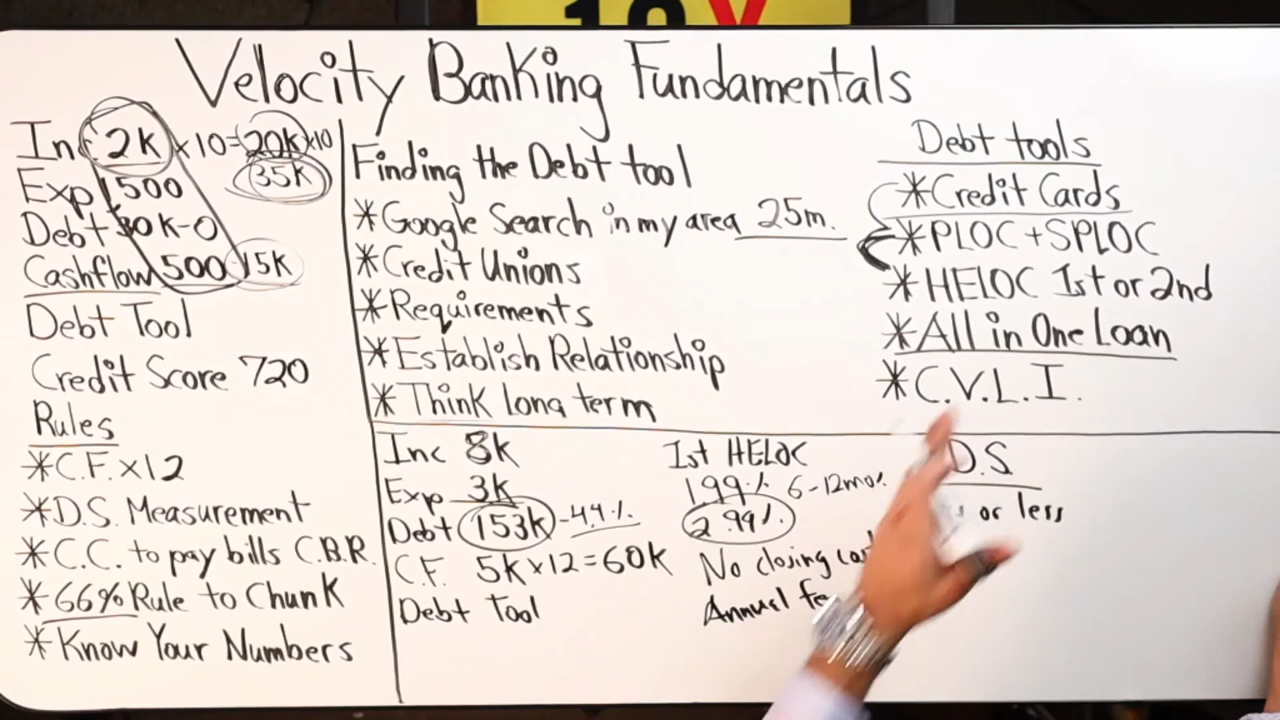 Velocity Banking Fundamentals
Inc 2K x10=20K x10
35K
Exp 1500
Debt 30K-0
Cashflow 500 15K
Debt Tool
Credit Score 720
Rules
*C.F. x12
*D.S. Measurement
*C.C. to pay bills C.B.R.
*66% Rule to Chunk
*Know Your Numbers
Finding the Debt tool
*Google Search in my area 25m.
*Credit Unions
*Requirements
*Establish Relationship
*Think long term
Debt tools
*Credit Cards
*PLOC+SPLOC
*HELOC 1st or 2nd
*All in One Loan
*C.V.L.I.
Inc 8K
Exp 3K
Debt 153K -4.4%
C.F. 5K x12=60K
Debt Tool
1st HELOC
1.99% 6-12mo.
2.99%
No closing
Annual
D.S
or less